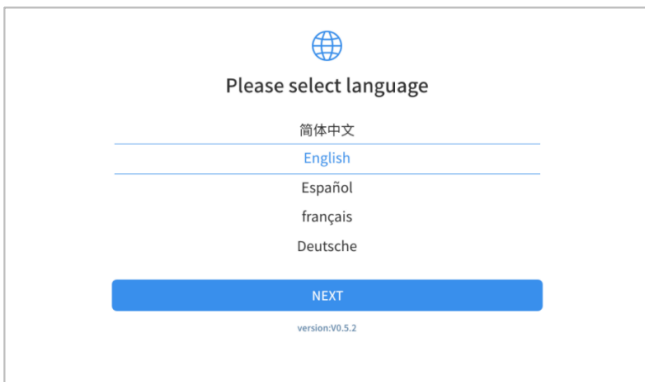 Please select language
简体中文
English
Español
français
Deutsche
NEXT
version:V0.5.2